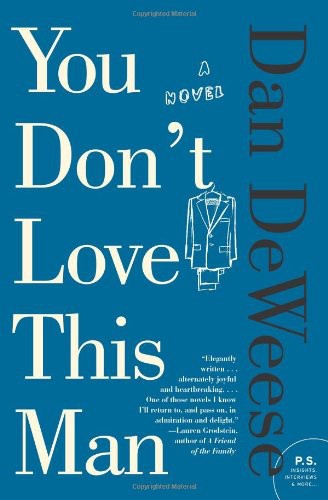 You
A
NOVEL
Don't
Love
This
Man
Dan DeWeese
"Elegantly
written . . .
alternately joyful
and heartbreaking. . . .
One of those novels I know
I'll return to, and pass on, in
admiration and delight."
—Lauren Grodstein,
author of A Friend
of the Family
P.S.
INSIGHTS,
INTERVIEWS
& MORE...